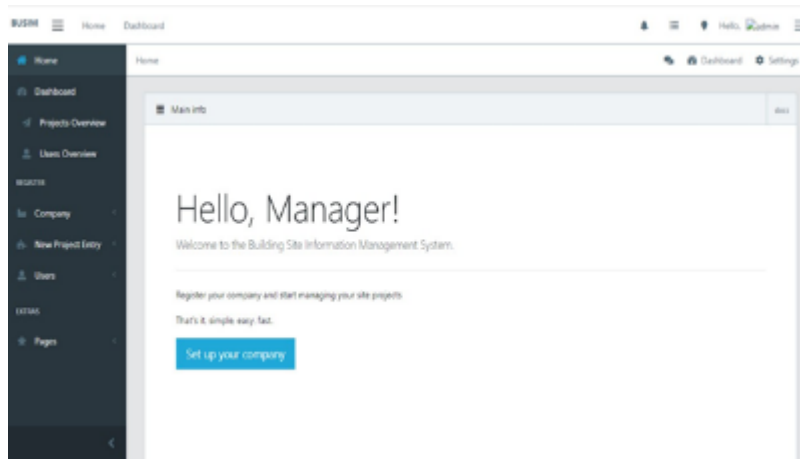 BUSIM Home Dashboard Hello, admin
Home
Home Dashboard Settings
Dashboard
Main info docs
Projects Overview
Users Overview
REGISTER
Hello, Manager!
Company
Welcome to the Building Site Information Management System.
New Project Entry
Users
Register your company and start managing your site projects
EXTRAS
That's it. simple. easy. fast.
Pages
Set up your company